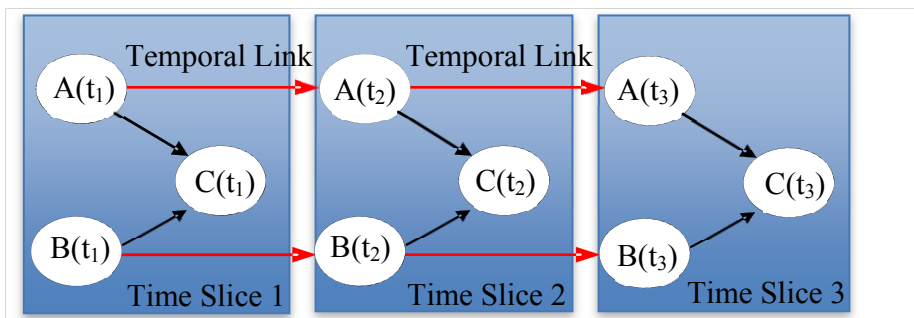 Temporal Link Temporal Link
A(t₁) A(t₂) A(t₃)
C(t₁) C(t₂) C(t₃)
B(t₁) B(t₂) B(t₃)
Time Slice 1 Time Slice 2 Time Slice 3